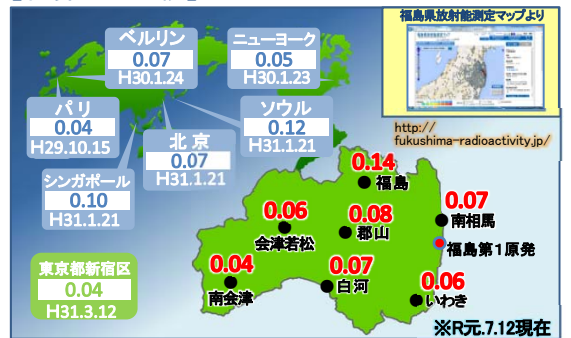 福島県放射能測定マップより
ベルリン
0.07
H30.1.24
ニューヨーク
0.05
H30.1.23
パリ
0.04
H29.10.15
北京
0.07
H31.1.21
ソウル
0.12
H31.1.21
シンガポール
0.10
H31.1.21
東京都新宿区
0.04
H31.3.12
http://
fukushima-radioactivity.jp/
0.14
福島
0.07
南相馬
0.06
会津若松
0.08
郡山
福島第1原発
0.04
南会津
0.07
白河
0.06
いわき
※R元.7.12現在